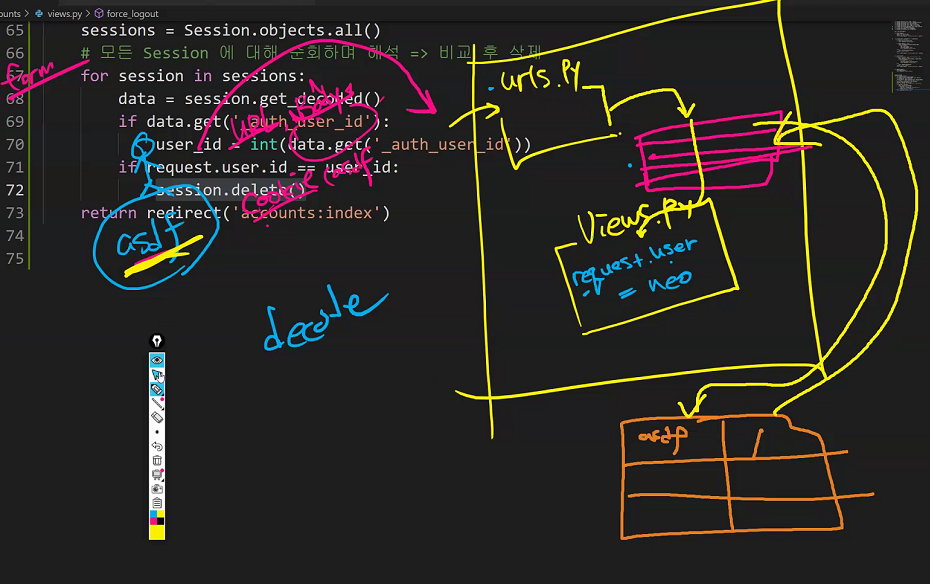 ounts > views.py > force_logout
65 sessions = Session.objects.all()
66 # 모든 Session 에 대해 순회하며 해석 => 비교 후 삭제
67 for session in sessions:
68 data = session.get_decoded()
69 if data.get('_auth_user_id'):
70 user_id = int(data.get('_auth_user_id'))
71 if request.user.id == user_id:
72 session.delete()
73 return redirect('accounts:index')
74
75
form
cookie (asdf
asdf
decode
urls.py
views.py
request.user
= neo
asdf 1